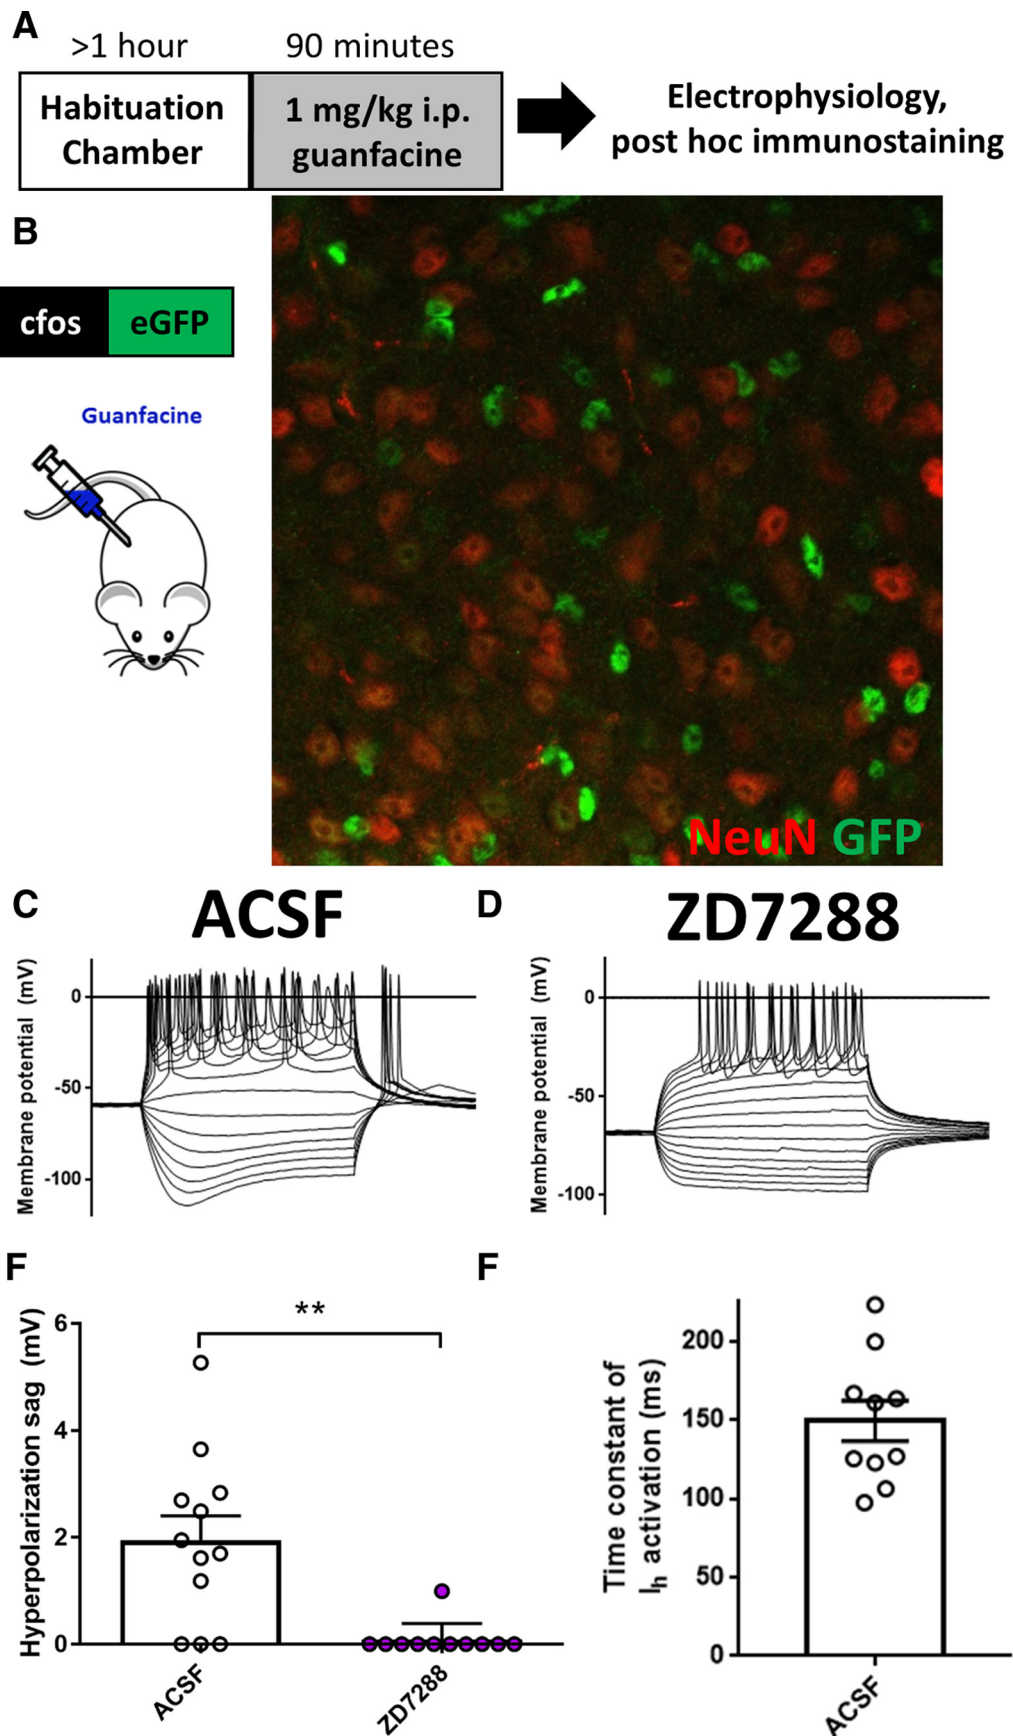 A
>1 hour
90 minutes
Habituation
Chamber
1 mg/kg i.p.
guanfacine
Electrophysiology,
post hoc immunostaining
B
cfos
eGFP
Guanfacine
NeuN GFP
C
ACSF
Membrane potential (mV)
0
-50
-100
D
ZD7288
Membrane potential (mV)
0
-50
-100
F
Hyperpolarization sag (mV)
6
4
2
0
**
ACSF
ZD7288
F
Time constant of
Ih activation (ms)
200
150
100
50
0
ACSF